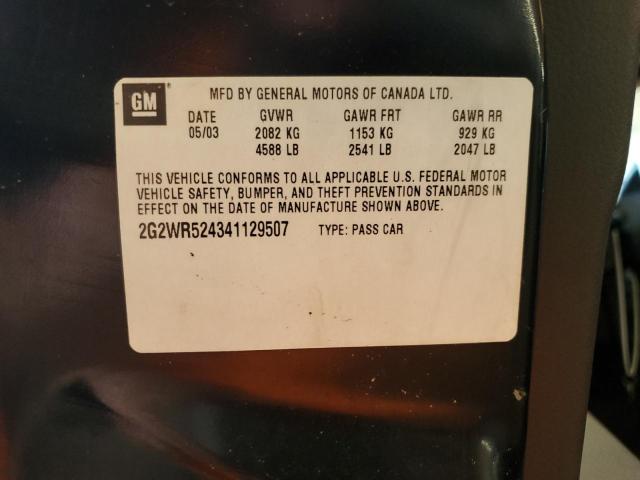 GM MFD BY GENERAL MOTORS OF CANADA LTD.
DATE GVWR GAWR FRT GAWR RR
05/03 2082 KG 1153 KG 929 KG
4588 LB 2541 LB 2047 LB
THIS VEHICLE CONFORMS TO ALL APPLICABLE U.S. FEDERAL MOTOR
VEHICLE SAFETY, BUMPER, AND THEFT PREVENTION STANDARDS IN
EFFECT ON THE DATE OF MANUFACTURE SHOWN ABOVE.
2G2WR524341129507 TYPE: PASS CAR